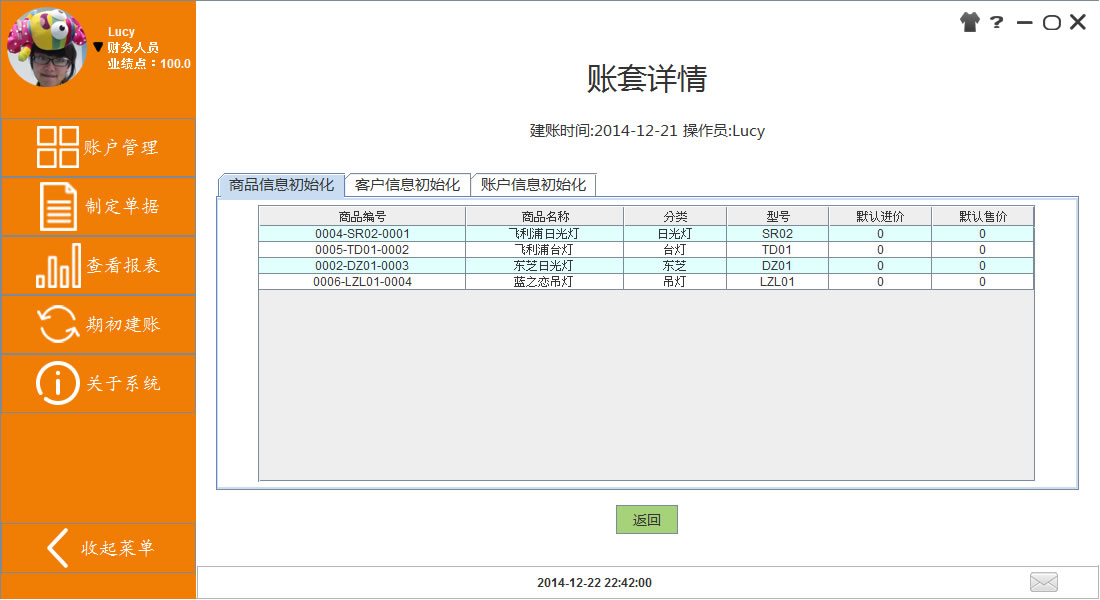 Lucy
财务人员
业绩点：100.0
账户管理
制定单据
查看报表
期初建账
关于系统
收起菜单
?
账套详情
建账时间:2014-12-21 操作员:Lucy
商品信息初始化 客户信息初始化 账户信息初始化
商品编号 商品名称 分类 型号 默认进价 默认售价
0004-SR02-0001 飞利浦日光灯 日光灯 SR02 0 0
0005-TD01-0002 飞利浦台灯 台灯 TD01 0 0
0002-DZ01-0003 东芝日光灯 东芝 DZ01 0 0
0006-LZL01-0004 蓝之恋吊灯 吊灯 LZL01 0 0
返回
2014-12-22 22:42:00